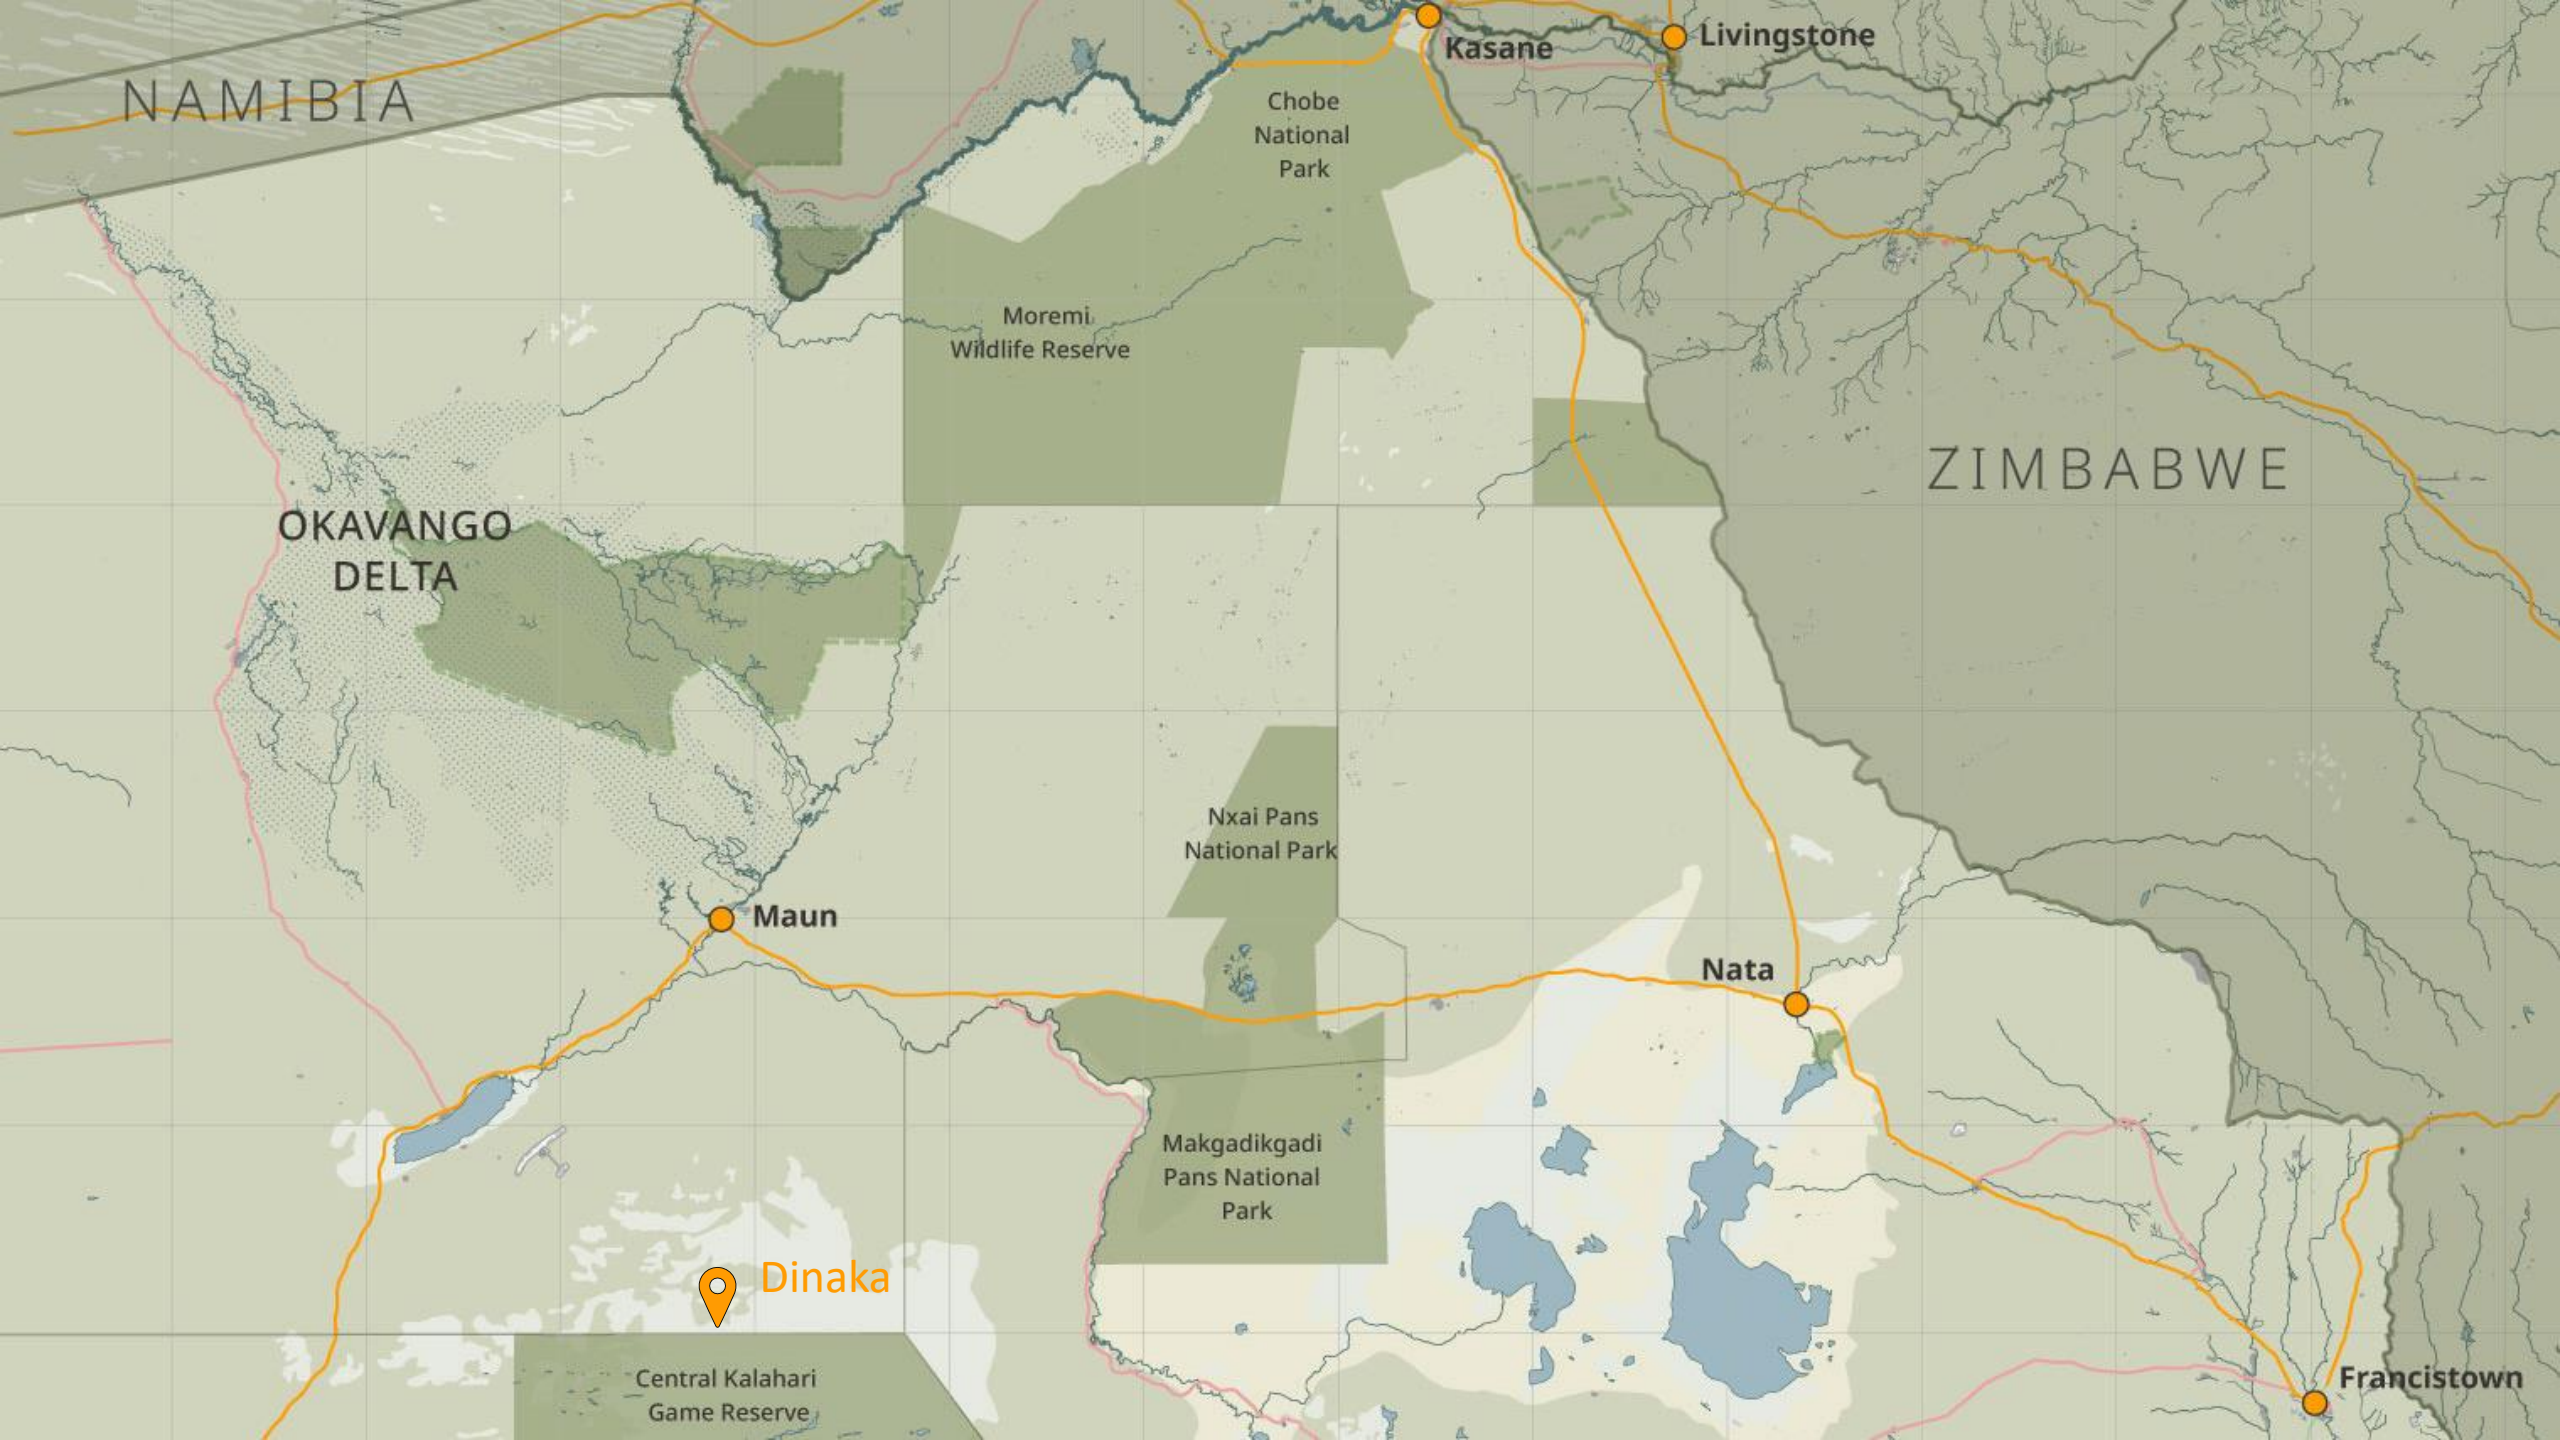 Livingstone
Kasane
NAMIBIA
Chobe
National
Park
Moremi
Wildlife Reserve
ZIMBABWE
OKAVANGO
DELTA
Nxai Pans
National Park
Maun
Nata
Makgadikgadi
Pans National
Park
Dinaka
Central Kalahari
Game Reserve
Francistown